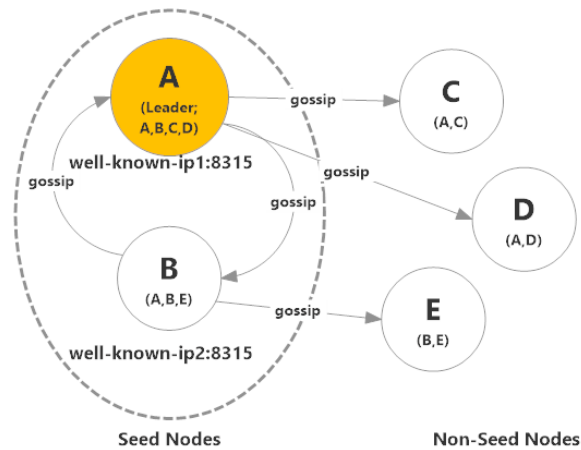 A
(Leader;
A,B,C,D)
well-known-ip1:8315
gossip
C
(A,C)
gossip
gossip
gossip
D
(A,D)
B
(A,B,E)
gossip
E
(B,E)
well-known-ip2:8315
Seed Nodes
Non-Seed Nodes